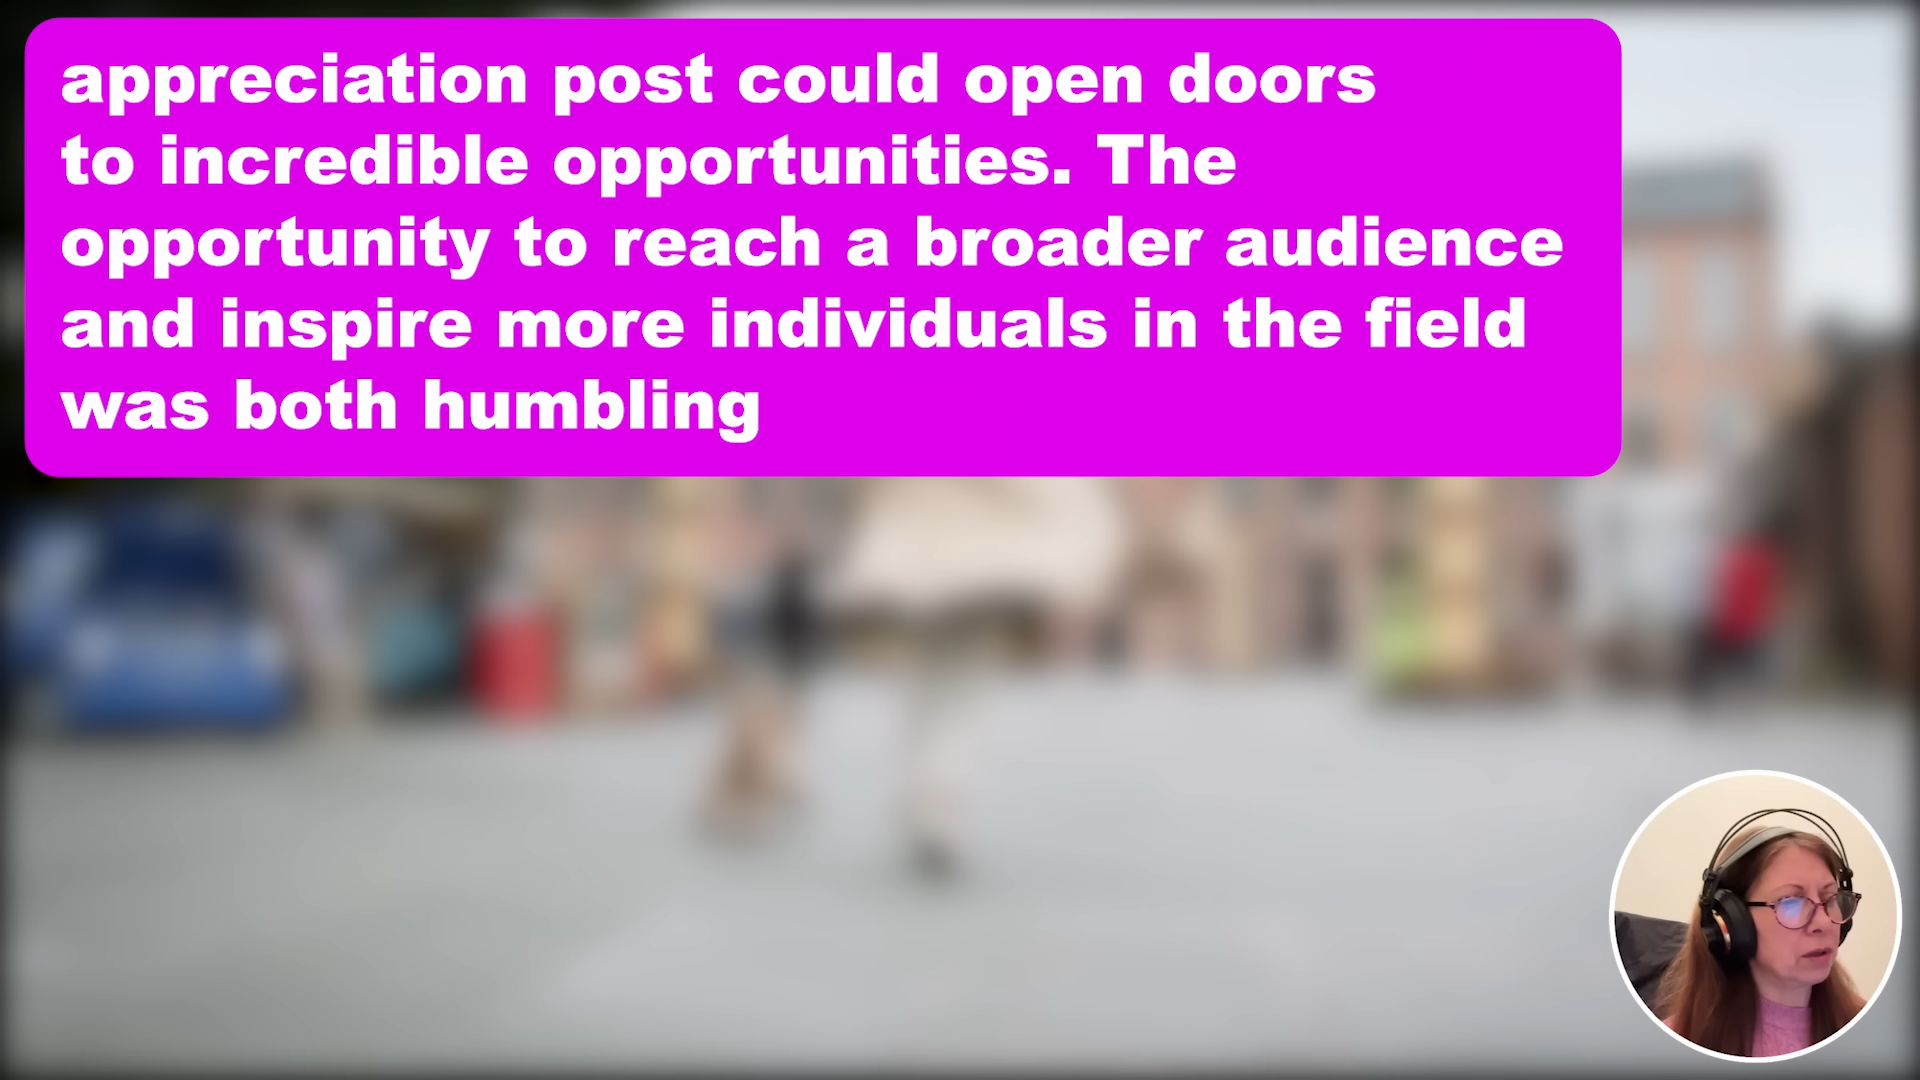 appreciation post could open doors
to incredible opportunities. The
opportunity to reach a broader audience
and inspire more individuals in the field
was both humbling